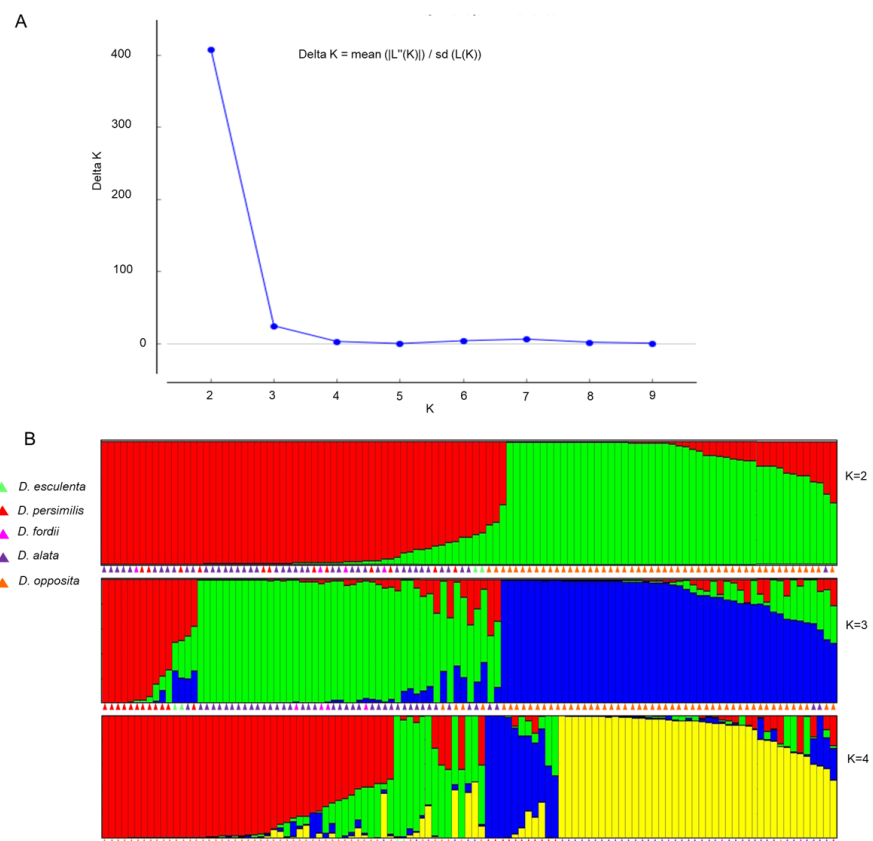 A
Delta K = mean (|L"(K)|) / sd (L(K))
400
300
200
100
0
Delta K
2 3 4 5 6 7 8 9
K
B
D. esculenta
D. persimilis
D. fordii
D. alata
D. opposita
K=2
K=3
K=4